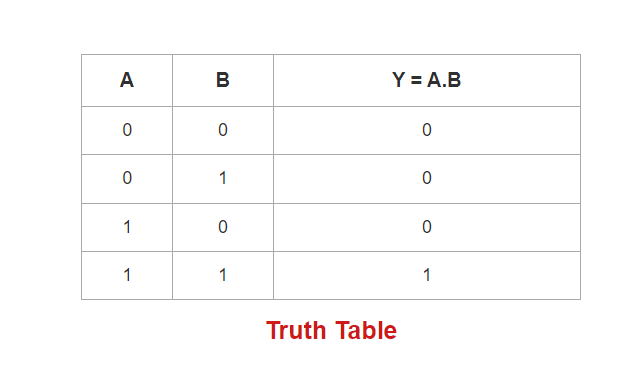 A B Y = A.B
0 0 0
0 1 0
1 0 0
1 1 1
Truth Table